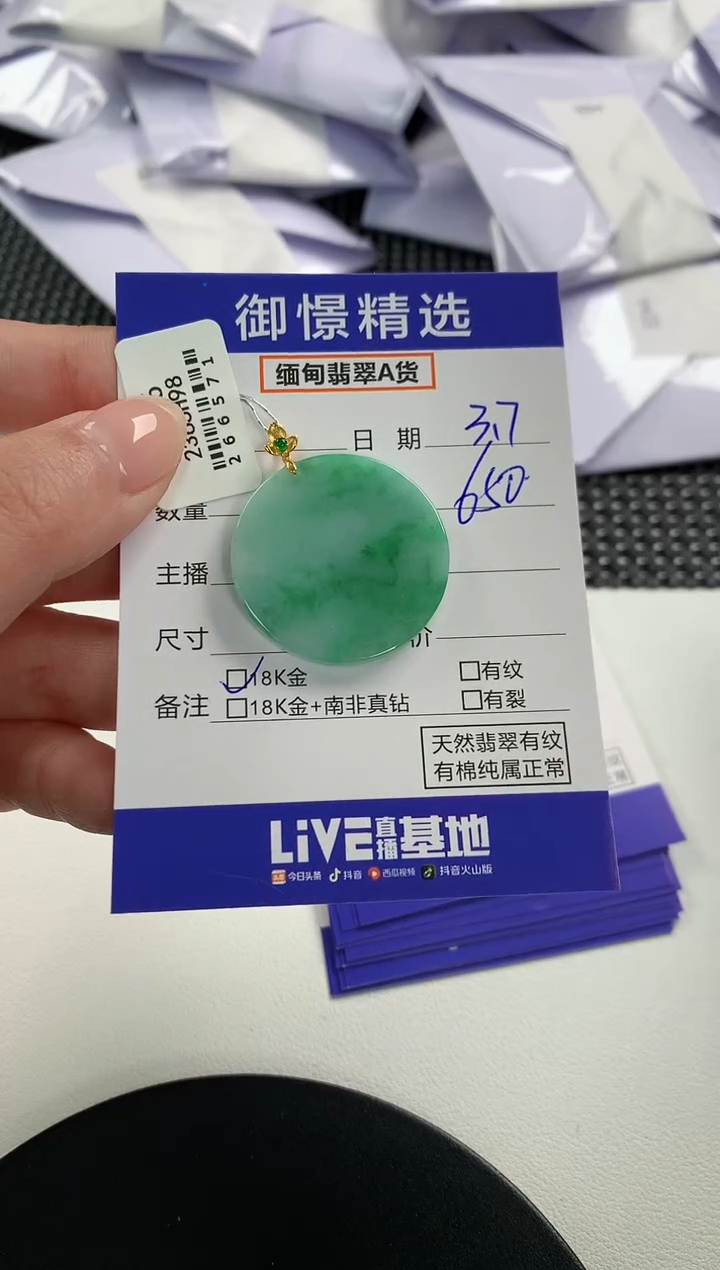 御憬精选
缅甸翡翠A货
日 期 3.7
数量 650
主播
尺寸 价
☑18K金 □有纹
备注 □18K金+南非真钻 □有裂
天然翡翠有纹
有棉纯属正常
LiVE直播基地
头条 今日头条 抖音 西瓜视频 抖音火山版
266571